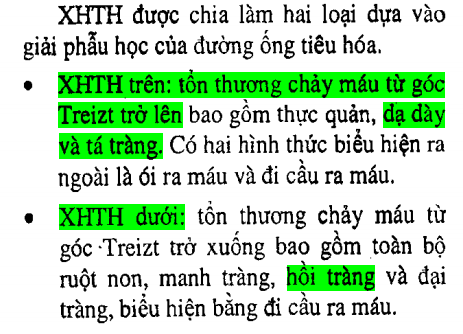 XHTH được chia làm hai loại dựa vào
giải phẫu học của đường ống tiêu hóa.
• XHTH trên: tổn thương chảy máu từ góc
Treizt trở lên bao gồm thực quản, dạ dày
và tá tràng. Có hai hình thức biểu hiện ra
ngoài là ói ra máu và đi cầu ra máu.
• XHTH dưới: tổn thương chảy máu từ
góc Treizt trở xuống bao gồm toàn bộ
ruột non, manh tràng, hồi tràng và đại
tràng, biểu hiện bằng đi cầu ra máu.